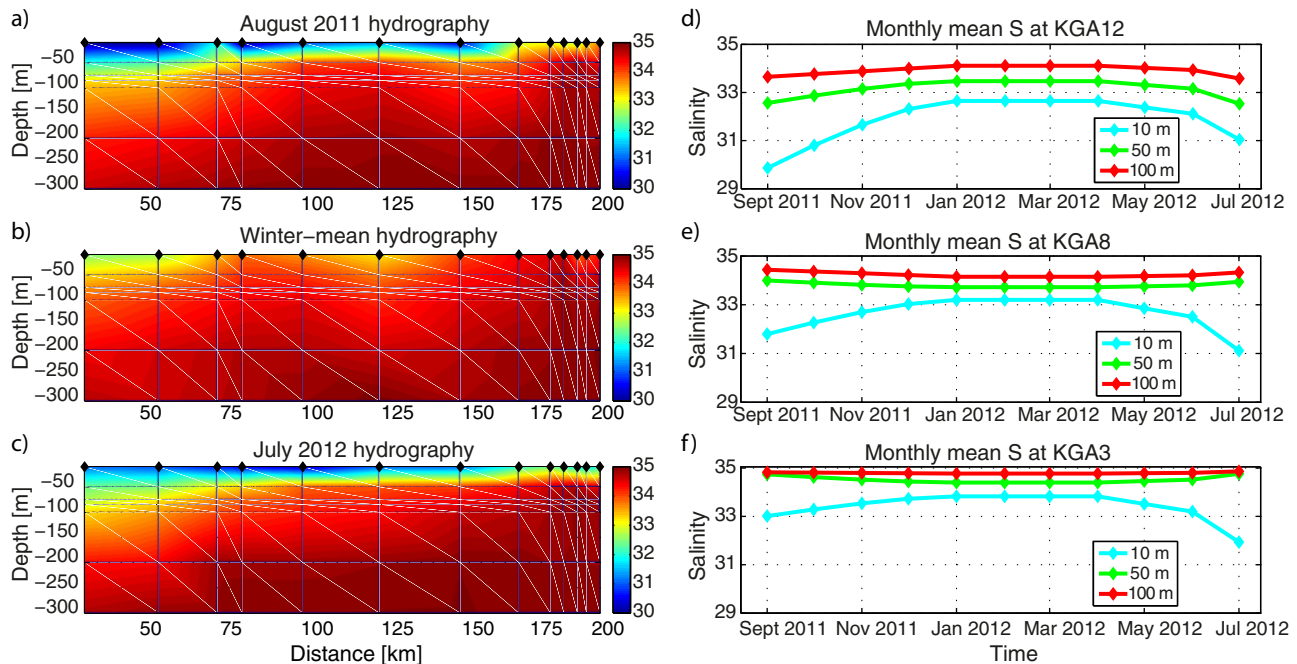 a)
August 2011 hydrography
Depth [m]
−50
−100
−150
−200
−250
−300
50
75
100
125
150
175
200
35
34
33
32
31
30
b)
Winter−mean hydrography
Depth [m]
−50
−100
−150
−200
−250
−300
50
75
100
125
150
175
200
35
34
33
32
31
30
c)
July 2012 hydrography
Depth [m]
−50
−100
−150
−200
−250
−300
50
75
100
125
150
175
200
Distance [km]
35
34
33
32
31
30
d)
Monthly mean S at KGA12
Salinity
35
33
31
29
10 m
50 m
100 m
Sept 2011 Nov 2011 Jan 2012 Mar 2012 May 2012 Jul 2012
e)
Monthly mean S at KGA8
Salinity
35
33
31
29
10 m
50 m
100 m
Sept 2011 Nov 2011 Jan 2012 Mar 2012 May 2012 Jul 2012
f)
Monthly mean S at KGA3
Salinity
35
33
31
29
10 m
50 m
100 m
Sept 2011 Nov 2011 Jan 2012 Mar 2012 May 2012 Jul 2012
Time